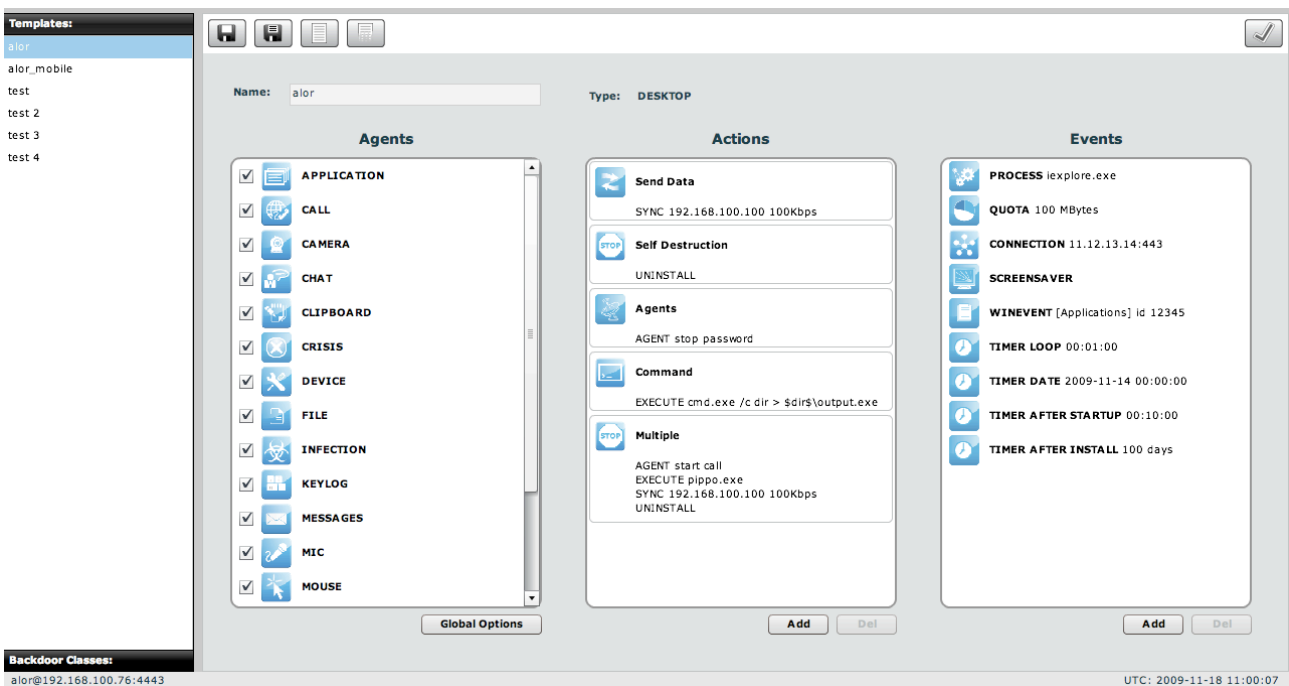 Templates:
alor
alor_mobile
test
test 2
test 3
test 4
Backdoor Classes:
Name: alor
Type: DESKTOP
Agents
APPLICATION
CALL
CAMERA
CHAT
CLIPBOARD
CRISIS
DEVICE
FILE
INFECTION
KEYLOG
MESSAGES
MIC
MOUSE
Global Options
Actions
Send Data
SYNC 192.168.100.100 100Kbps
STOP
Self Destruction
UNINSTALL
Agents
AGENT stop password
Command
EXECUTE cmd.exe /c dir > $dir$\output.exe
STOP
Multiple
AGENT start call
EXECUTE pippo.exe
SYNC 192.168.100.100 100Kbps
UNINSTALL
Add Del
Events
PROCESS iexplore.exe
QUOTA 100 MBytes
CONNECTION 11.12.13.14:443
SCREENSAVER
WINEVENT [Applications] id 12345
TIMER LOOP 00:01:00
TIMER DATE 2009-11-14 00:00:00
TIMER AFTER STARTUP 00:10:00
TIMER AFTER INSTALL 100 days
Add Del
alor@192.168.100.76:4443
UTC: 2009-11-18 11:00:07